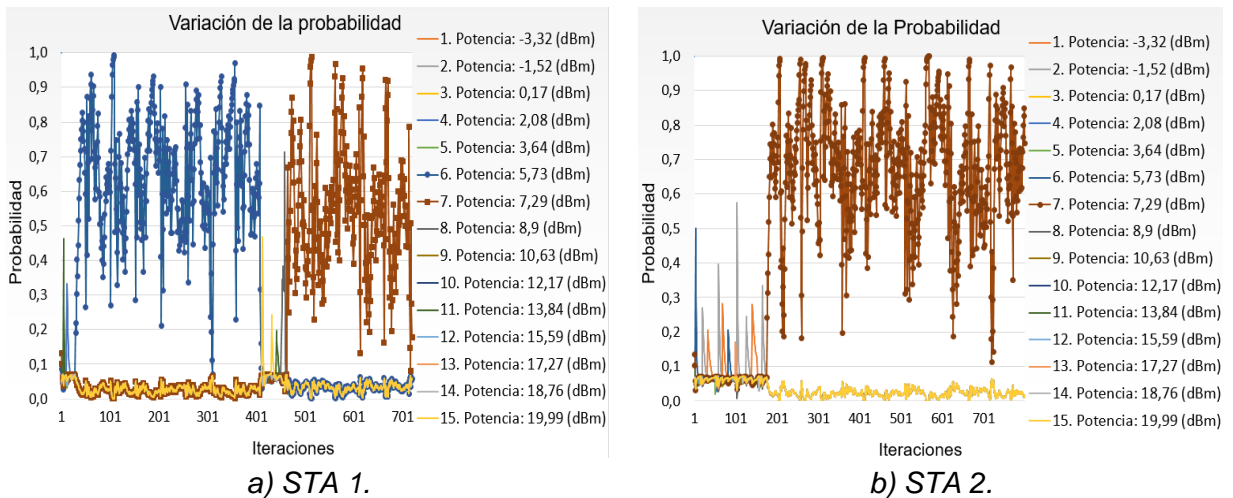 Variación de la probabilidad
Probabilidad
1,0
0,9
0,8
0,7
0,6
0,5
0,4
0,3
0,2
0,1
0,0
1 101 201 301 401 501 601 701
Iteraciones
1. Potencia: -3,32 (dBm)
2. Potencia: -1,52 (dBm)
3. Potencia: 0,17 (dBm)
4. Potencia: 2,08 (dBm)
5. Potencia: 3,64 (dBm)
6. Potencia: 5,73 (dBm)
7. Potencia: 7,29 (dBm)
8. Potencia: 8,9 (dBm)
9. Potencia: 10,63 (dBm)
10. Potencia: 12,17 (dBm)
11. Potencia: 13,84 (dBm)
12. Potencia: 15,59 (dBm)
13. Potencia: 17,27 (dBm)
14. Potencia: 18,76 (dBm)
15. Potencia: 19,99 (dBm)
a) STA 1.
Variación de la Probabilidad
Probabilidad
1,0
0,9
0,8
0,7
0,6
0,5
0,4
0,3
0,2
0,1
0,0
1 101 201 301 401 501 601 701
Iteraciones
1. Potencia: -3,32 (dBm)
2. Potencia: -1,52 (dBm)
3. Potencia: 0,17 (dBm)
4. Potencia: 2,08 (dBm)
5. Potencia: 3,64 (dBm)
6. Potencia: 5,73 (dBm)
7. Potencia: 7,29 (dBm)
8. Potencia: 8,9 (dBm)
9. Potencia: 10,63 (dBm)
10. Potencia: 12,17 (dBm)
11. Potencia: 13,84 (dBm)
12. Potencia: 15,59 (dBm)
13. Potencia: 17,27 (dBm)
14. Potencia: 18,76 (dBm)
15. Potencia: 19,99 (dBm)
b) STA 2.